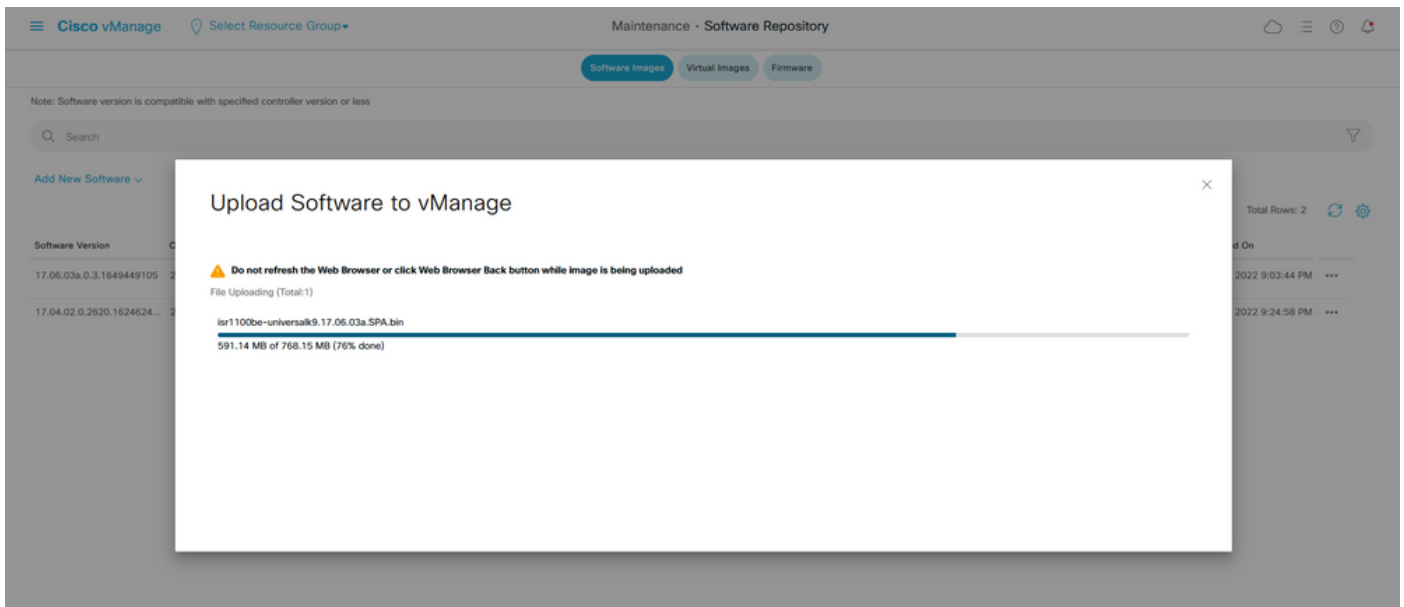 Cisco vManage
Select Resource Group
Maintenance · Software Repository
Software Images
Virtual Images
Firmware
Note: Software version is compatible with specified controller version or less
Search
Add New Software
Upload Software to vManage
Total Rows: 2
Software Version
C
d On
Do not refresh the Web Browser or click Web Browser Back button while image is being uploaded
17.06.03a.0.3.1649449105
2
2022 9:03:44 PM .
File Uploading (Total:1)
17.04.02.0.2620.1624624...
2
2022 9:24:58 PM .
isr1100be-universalk9.17.06.03a.SPA.bin
591.14 MB of 768.15 MB (76% done)